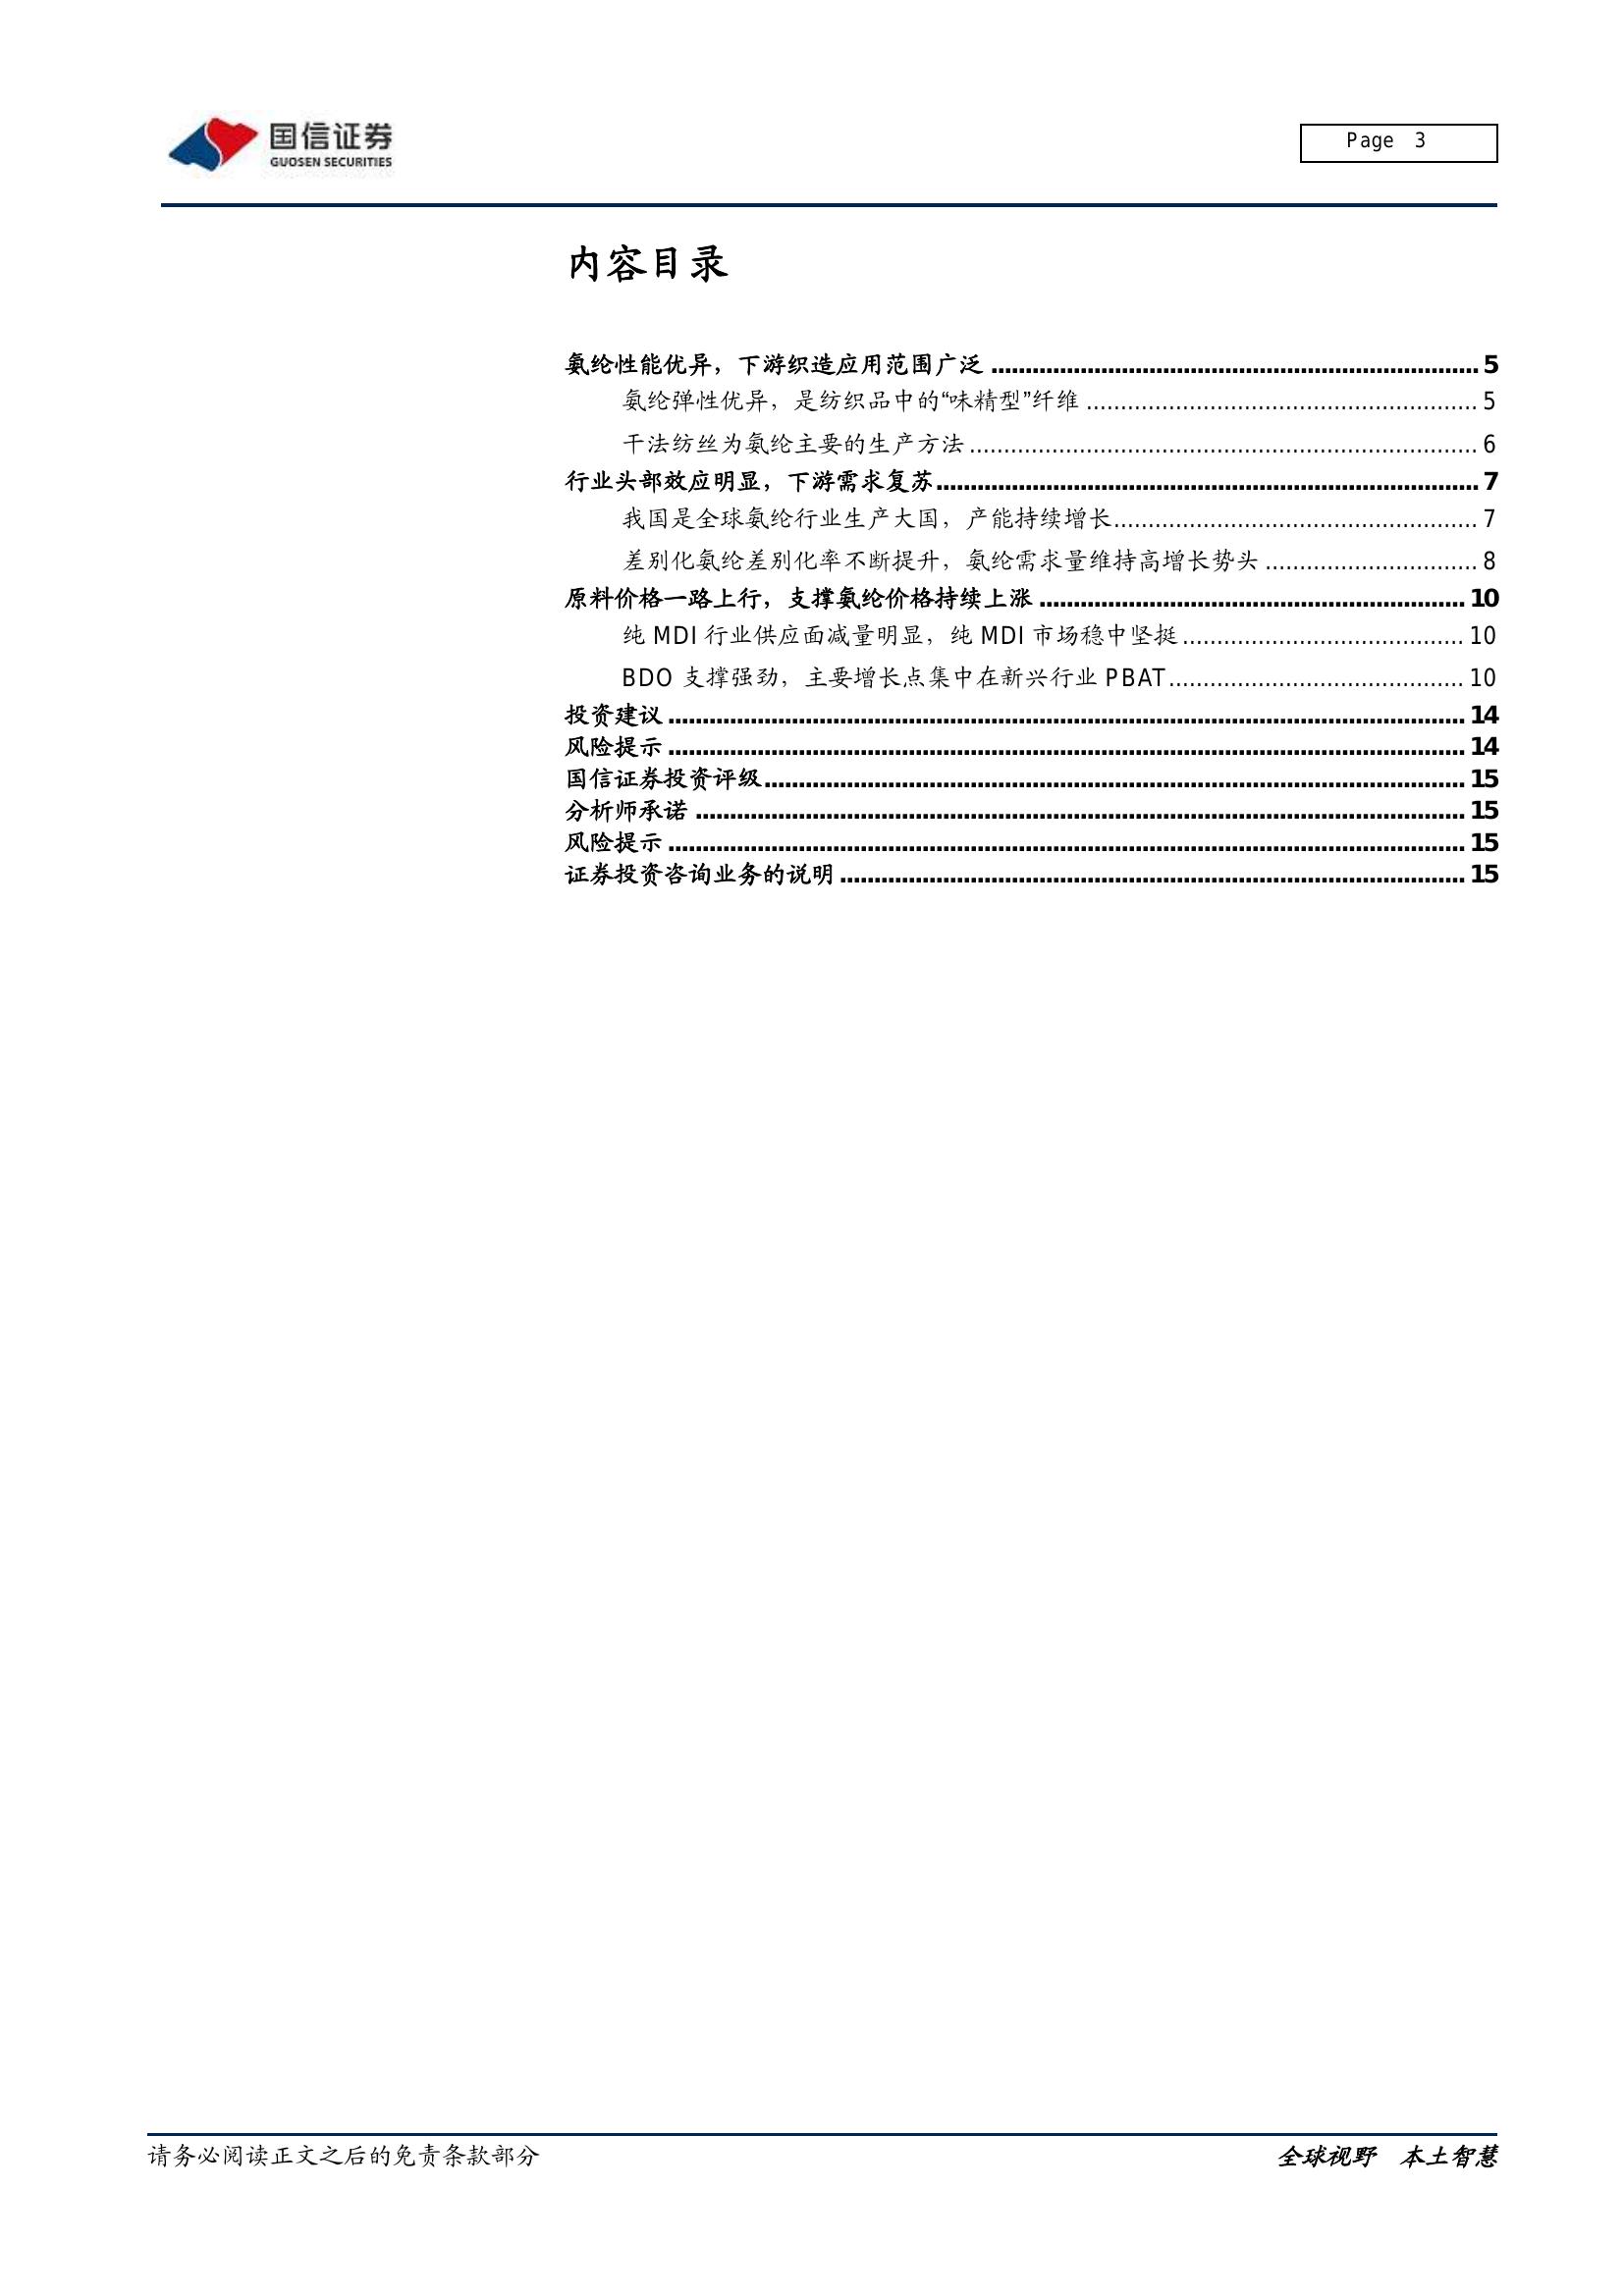 国信证券
GUOSEN SECURITIES
Page 3
内容目录
氨纶性能优异，下游织造应用范围广泛 ........................................................................ 5
氨纶弹性优异，是纺织品中的“味精型”纤维 ......................................................... 5
干法纺丝为氨纶主要的生产方法 .......................................................................... 6
行业头部效应明显，下游需求复苏................................................................................ 7
我国是全球氨纶行业生产大国，产能持续增长..................................................... 7
差别化氨纶差别化率不断提升，氨纶需求量维持高增长势头 ............................... 8
原料价格一路上行，支撑氨纶价格持续上涨 .............................................................. 10
纯 MDI 行业供应面减量明显，纯 MDI 市场稳中坚挺......................................... 10
BDO 支撑强劲，主要增长点集中在新兴行业 PBAT........................................... 10
投资建议 ..................................................................................................................... 14
风险提示 ..................................................................................................................... 14
国信证券投资评级....................................................................................................... 15
分析师承诺 ................................................................................................................. 15
风险提示 ..................................................................................................................... 15
证券投资咨询业务的说明 ........................................................................................... 15
请务必阅读正文之后的免责条款部分
全球视野 本土智慧